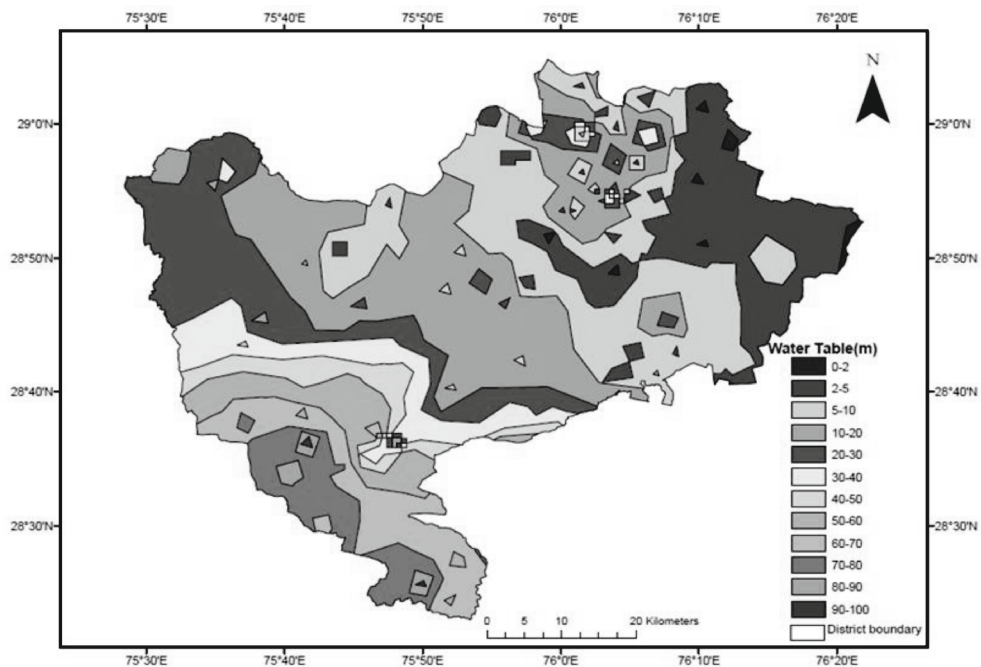 75°30'E 75°40'E 75°50'E 76°0'E 76°10'E 76°20'E
N
29°0'N 29°0'N
28°50'N 28°50'N
Water Table(m)
0-2
2-5
28°40'N 28°40'N
5-10
10-20
20-30
30-40
40-50
28°30'N 28°30'N
50-60
60-70
70-80
80-90
90-100
District boundary
0 5 10 20 Kilometers
75°30'E 75°40'E 75°50'E 76°0'E 76°10'E 76°20'E